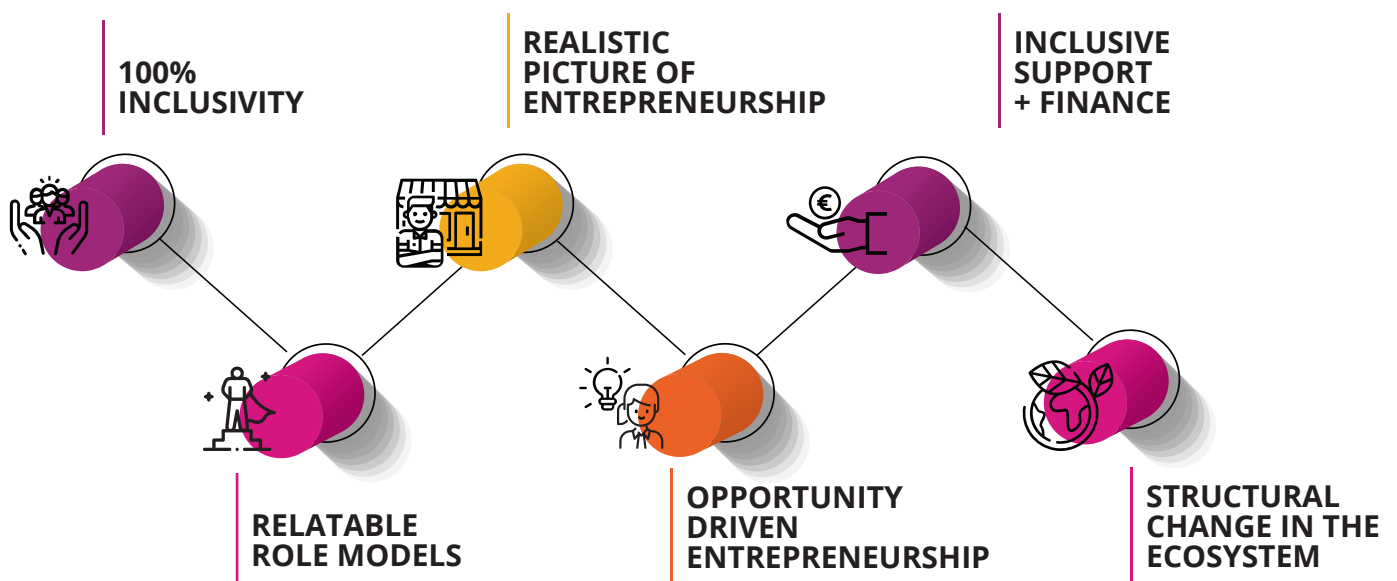 100%
INCLUSIVITY
RELATABLE
ROLE MODELS
REALISTIC
PICTURE OF
ENTREPRENEURSHIP
OPPORTUNITY
DRIVEN
ENTREPRENEURSHIP
INCLUSIVE
SUPPORT
+ FINANCE
€
STRUCTURAL
CHANGE IN THE
ECOSYSTEM